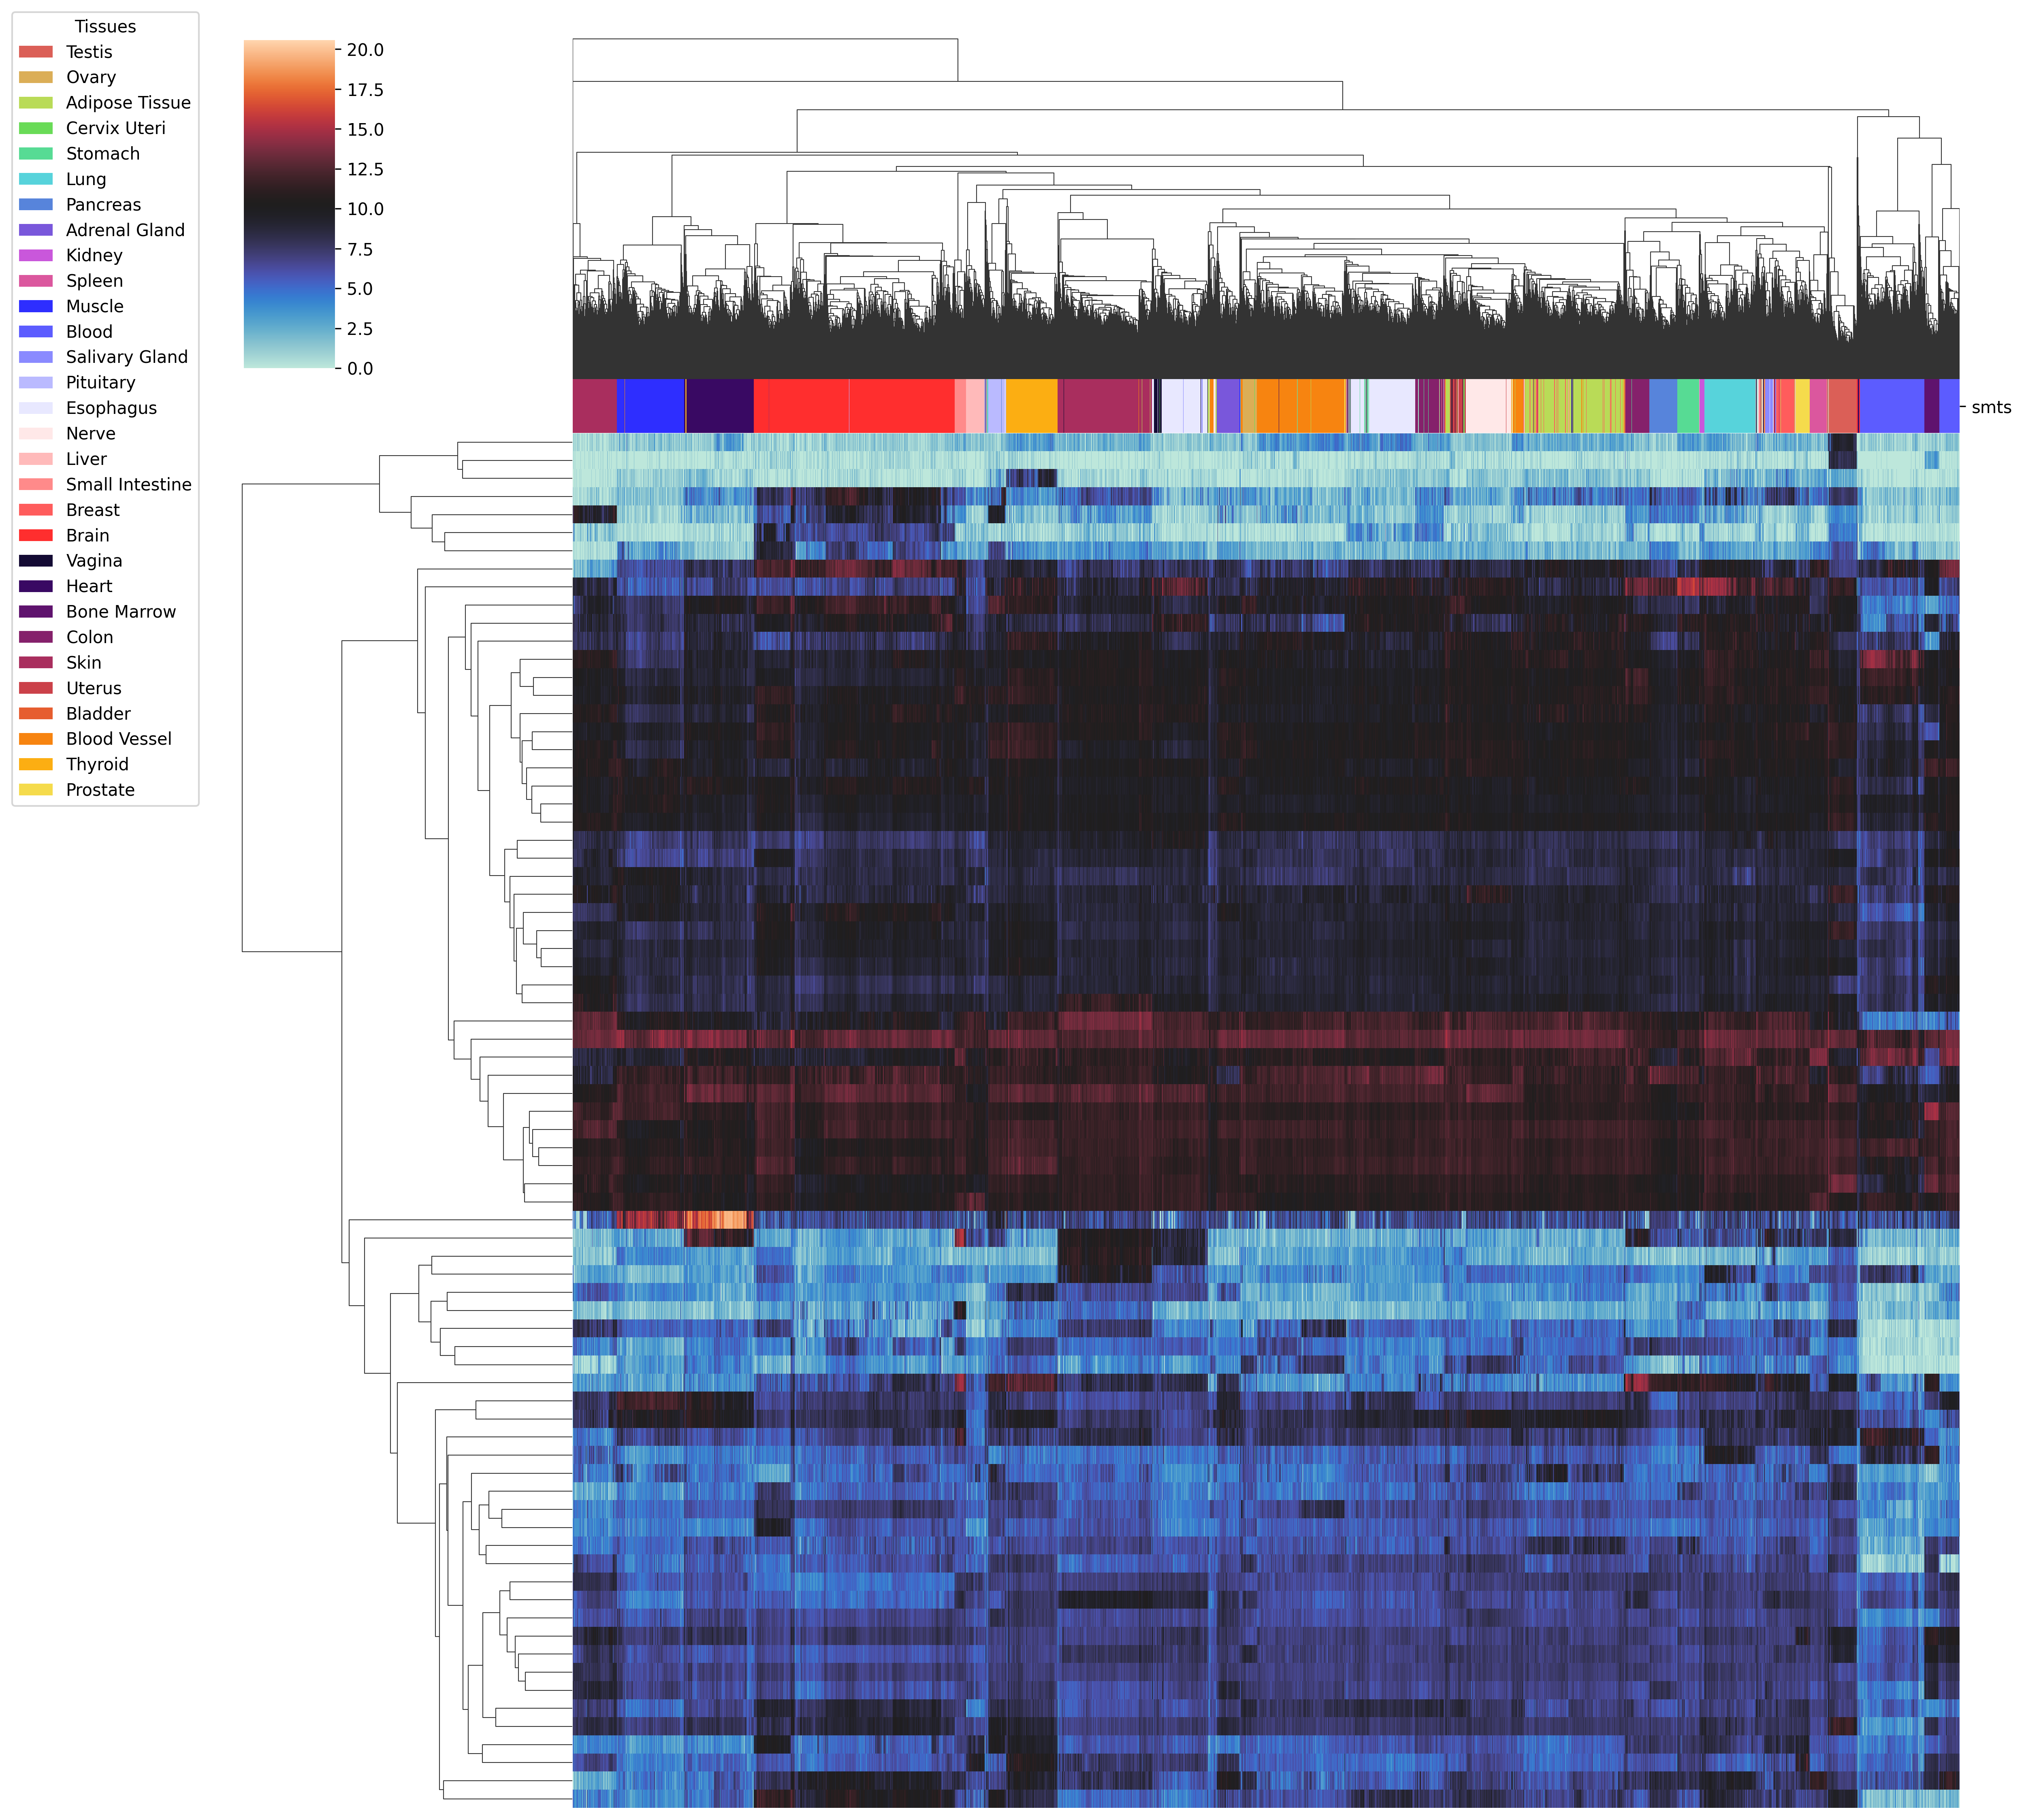 Tissues
Testis
Ovary
Adipose Tissue
Cervix Uteri
Stomach
Lung
Pancreas
Adrenal Gland
Kidney
Spleen
Muscle
Blood
Salivary Gland
Pituitary
Esophagus
Nerve
Liver
Small Intestine
Breast
Brain
Vagina
Heart
Bone Marrow
Colon
Skin
Uterus
Bladder
Blood Vessel
Thyroid
Prostate
20.0
17.5
15.0
12.5
10.0
7.5
5.0
2.5
0.0
smts